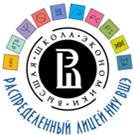 ВЫСШАЯ ШКОЛА ЭКОНОМИКИ
РАСПРЕДЕЛЕННЫЙ ЛИЦЕЙ НИУ ВШЭ